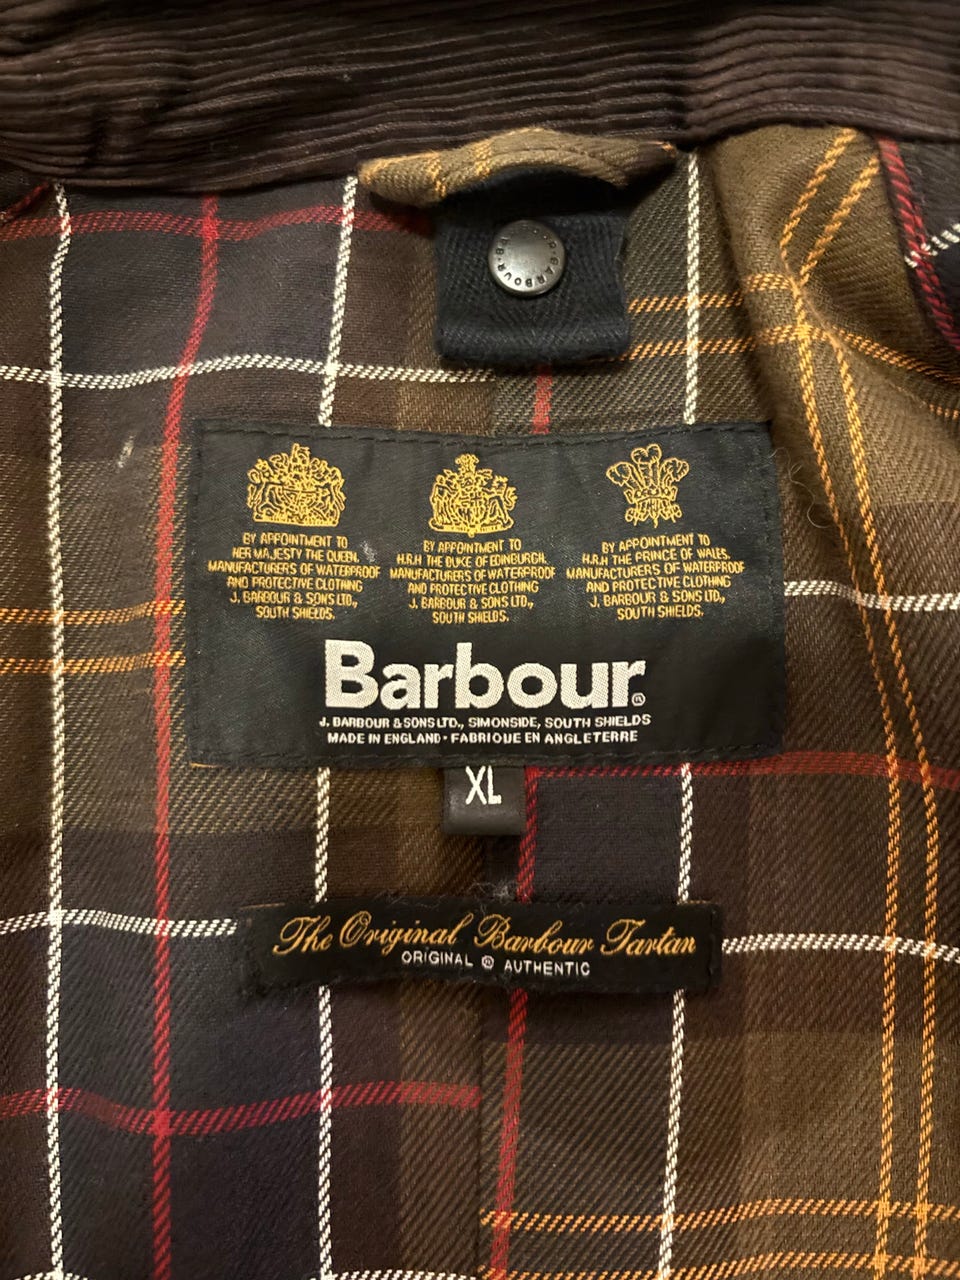 BARBOUR
BY APPOINTMENT TO
HER MAJESTY THE QUEEN.
MANUFACTURERS OF WATERPROOF
AND PROTECTIVE CLOTHING
J. BARBOUR & SONS LTD.,
SOUTH SHIELDS.
BY APPOINTMENT TO
H.R.H THE DUKE OF EDINBURGH.
MANUFACTURERS OF WATERPROOF
AND PROTECTIVE CLOTHING
J. BARBOUR & SONS LTD.,
SOUTH SHIELDS.
BY APPOINTMENT TO
H.R.H THE PRINCE OF WALES.
MANUFACTURERS OF WATERPROOF
AND PROTECTIVE CLOTHING
J. BARBOUR & SONS LTD.,
SOUTH SHIELDS.
Barbour®
J. BARBOUR & SONS LTD., SIMONSIDE, SOUTH SHIELDS
MADE IN ENGLAND • FABRIQUE EN ANGLETERRE
XL
The Original Barbour Tartan
ORIGINAL ® AUTHENTIC